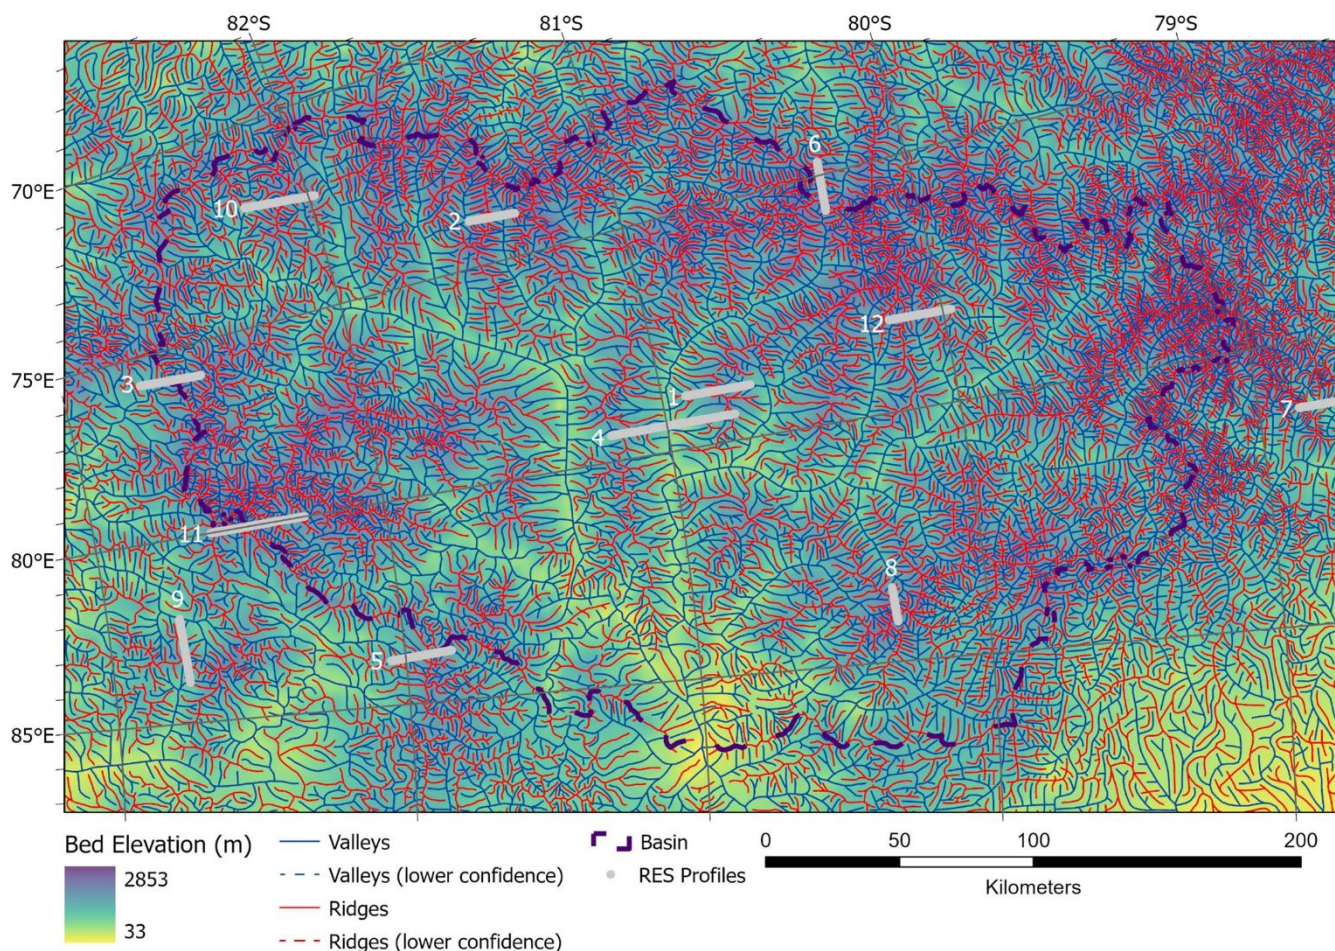 82°S 81°S 80°S 79°S
6
70°E
10
2
12
75°E
3
1
7
4
11
80°E
8
9
5
85°E
Bed Elevation (m)
2853
33
Valleys
Valleys (lower confidence)
Ridges
Ridges (lower confidence)
Basin
RES Profiles
0 50 100 200
Kilometers